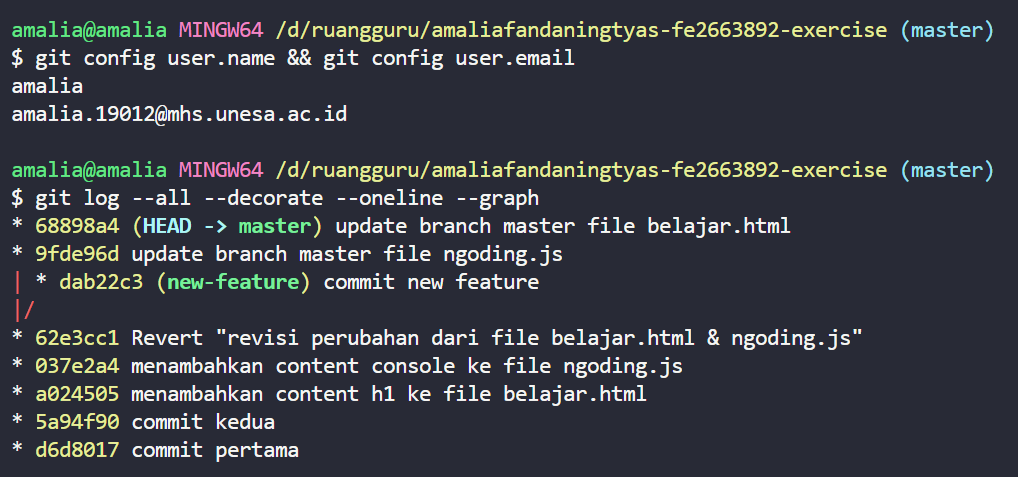 amalia@amalia MINGW64 /d/ruangguru/amaliafandaningtyas-fe2663892-exercise (master)
$ git config user.name && git config user.email
amalia
amalia.19012@mhs.unesa.ac.id
amalia@amalia MINGW64 /d/ruangguru/amaliafandaningtyas-fe2663892-exercise (master)
$ git log --all --decorate --oneline --graph
* 68898a4 (HEAD -> master) update branch master file belajar.html
* 9fde96d update branch master file ngoding.js
| * dab22c3 (new-feature) commit new feature
|/
* 62e3cc1 Revert "revisi perubahan dari file belajar.html & ngoding.js"
* 037e2a4 menambahkan content console ke file ngoding.js
* a024505 menambahkan content h1 ke file belajar.html
* 5a94f90 commit kedua
* d6d8017 commit pertama